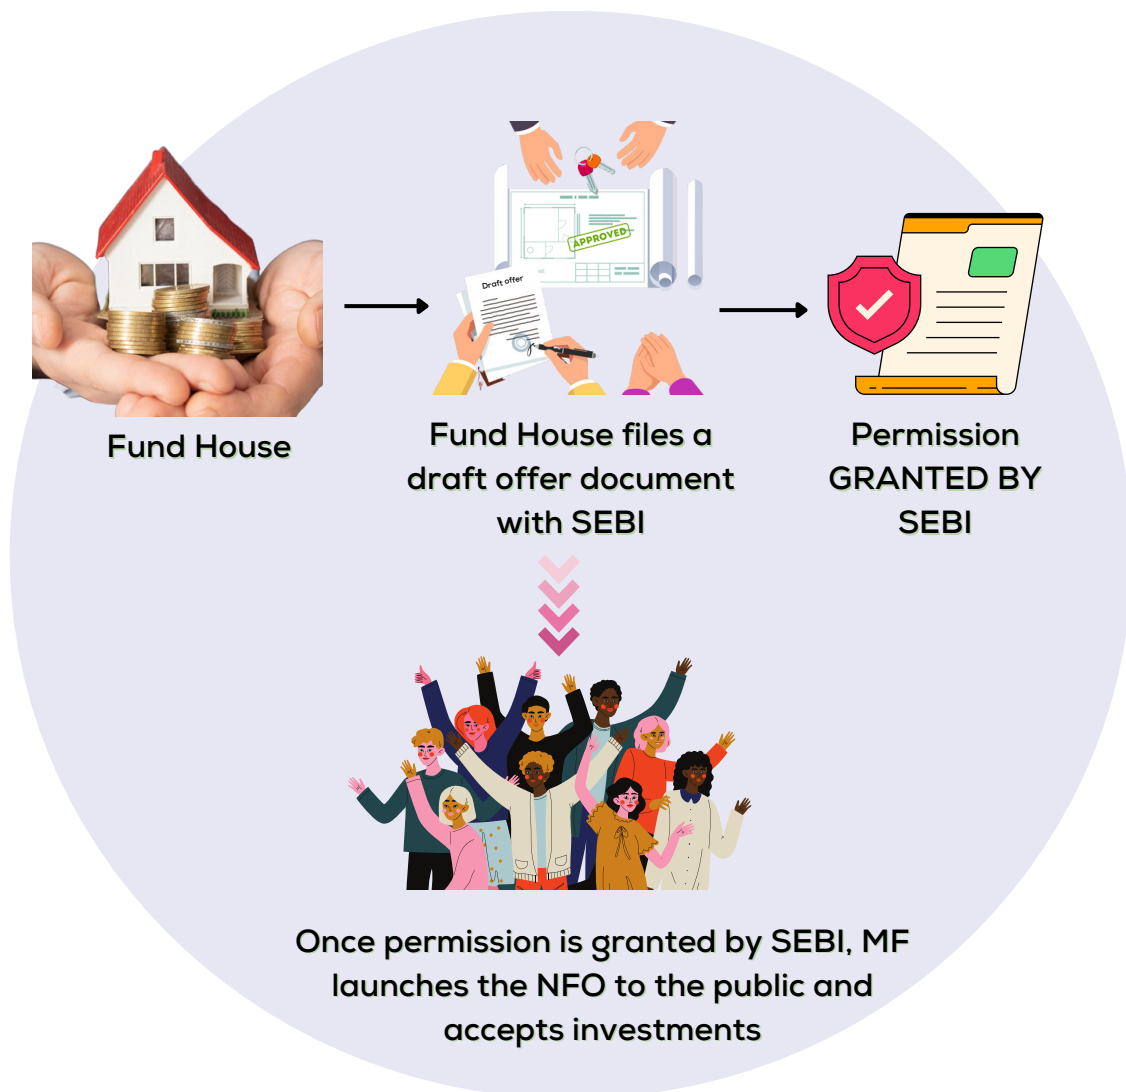 APPROVED
Draft offer
Fund House
Fund House files a
draft offer document
with SEBI
Permission
GRANTED BY
SEBI
Once permission is granted by SEBI, MF
launches the NFO to the public and
accepts investments